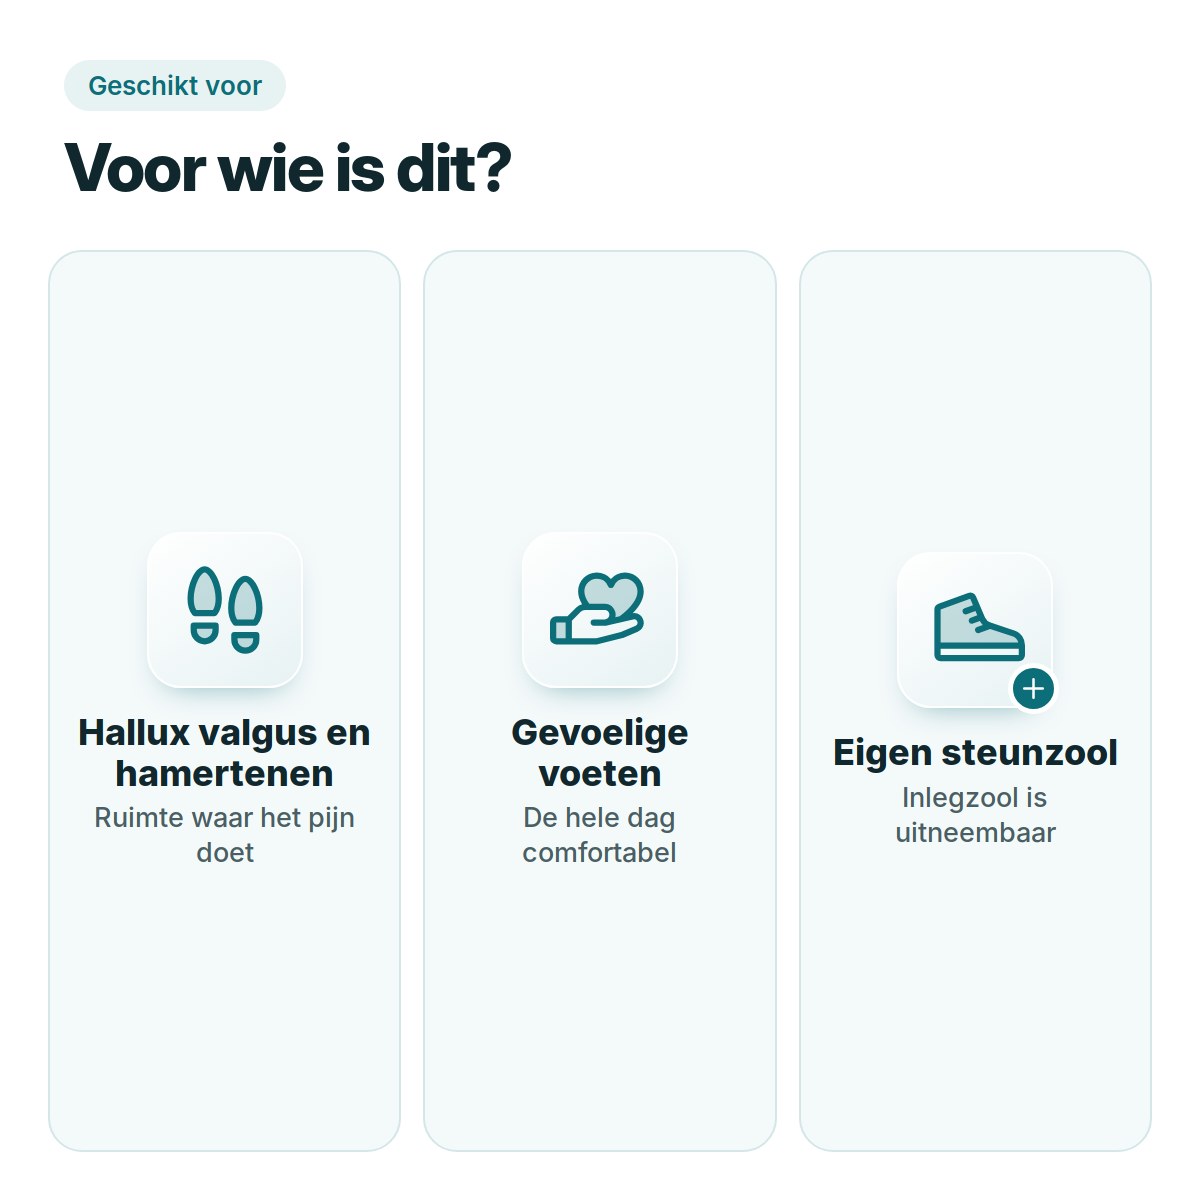 Geschikt voor
Voor wie is dit?
Hallux valgus en
hamertenen
Ruimte waar het pijn
doet
Gevoelige
voeten
De hele dag
comfortabel
Eigen steunzool
Inlegzool is
uitneembaar